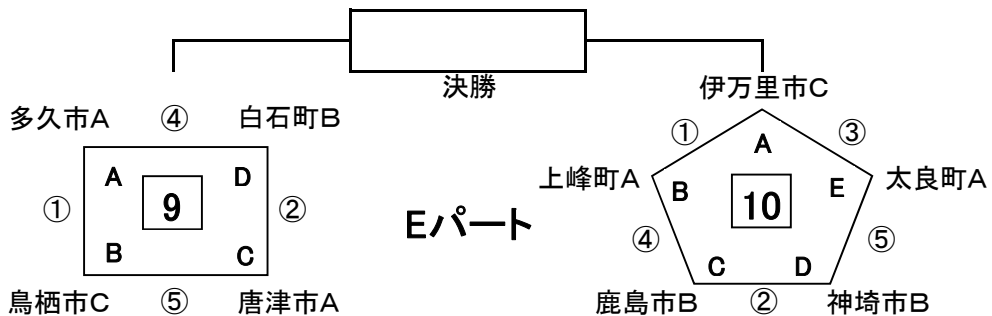 決勝
伊万里市C
多久市A ④ 白石町B
① ③
A
A D
上峰町A B E 太良町A
① 9 ② 10
Eパート
④ ⑤
B C
C D
鳥栖市C ⑤ 唐津市A
鹿島市B ② 神埼市B